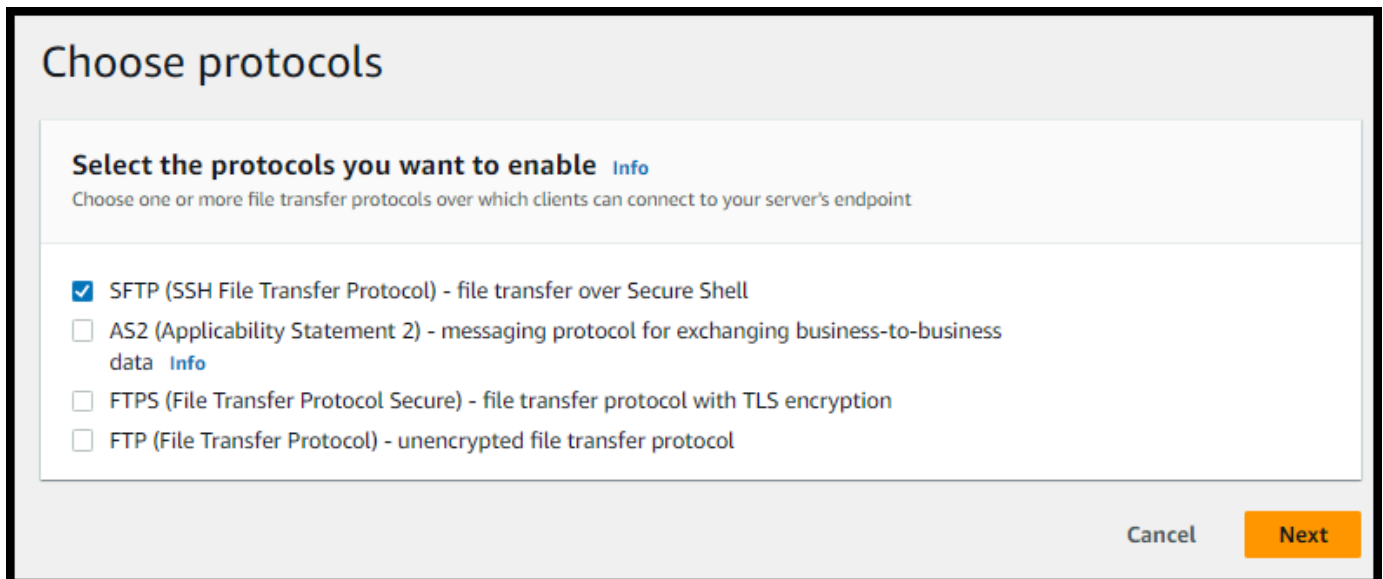 Choose protocols
Select the protocols you want to enable Info
Choose one or more file transfer protocols over which clients can connect to your server's endpoint
SFTP (SSH File Transfer Protocol) - file transfer over Secure Shell
AS2 (Applicability Statement 2) - messaging protocol for exchanging business-to-business
data Info
FTPS (File Transfer Protocol Secure) - file transfer protocol with TLS encryption
FTP (File Transfer Protocol) - unencrypted file transfer protocol
Cancel Next